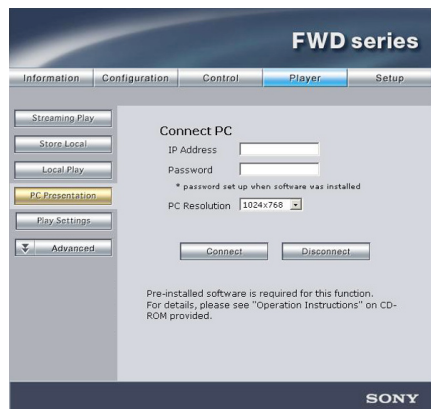 FWD series
Information Configuration Control Player Setup
Streaming Play
Store Local
Local Play
PC Presentation
Play Settings
Advanced
Connect PC
IP Address
Password
* password set up when software was installed
PC Resolution 1024x768
Connect Disconnect
Pre-installed software is required for this function.
For details, please see "Operation Instructions" on CD-
ROM provided.
SONY